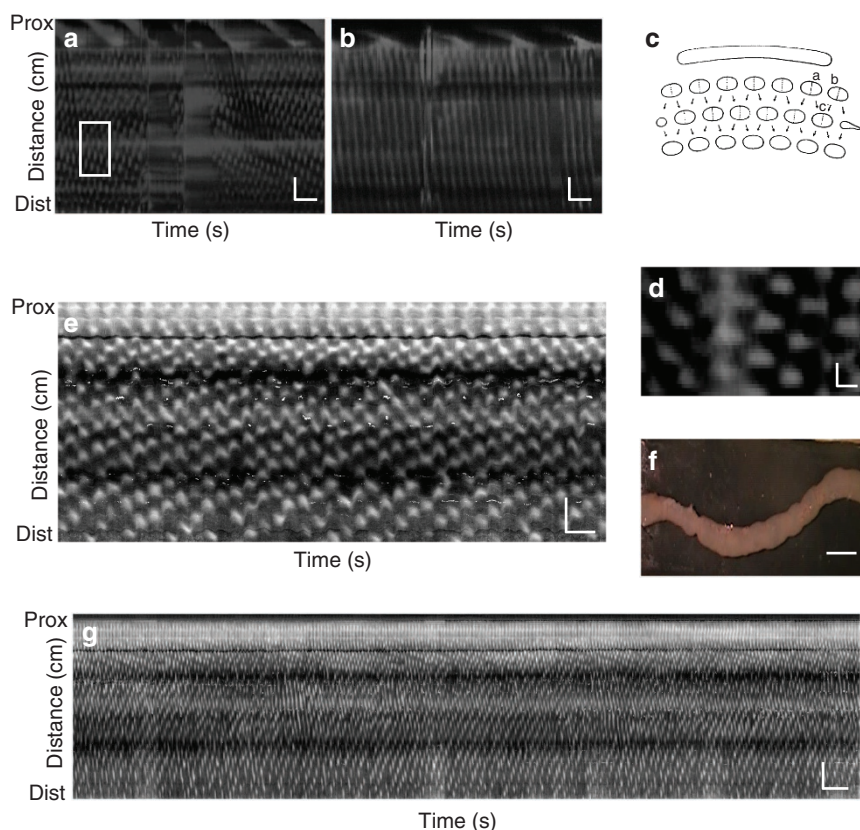 Prox
Distance (cm)
Dist
a
b
Time (s)
Time (s)
c
a
b
c
d
Prox
Distance (cm)
Dist
e
Time (s)
f
Prox
Distance (cm)
Dist
g
Time (s)